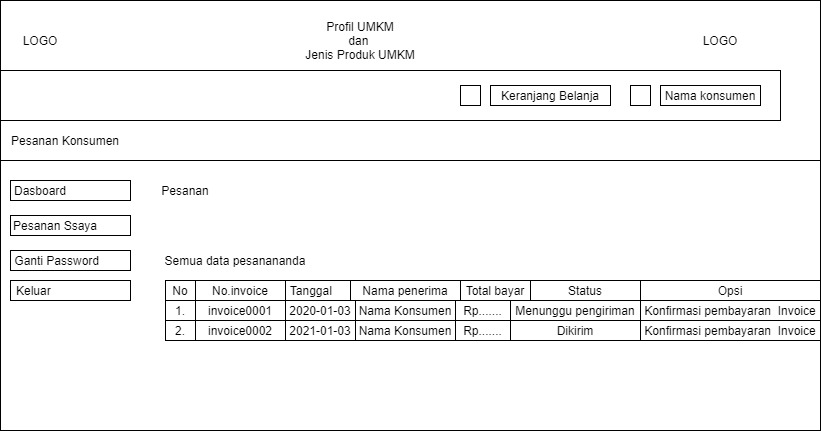 LOGO
Profil UMKM
dan
Jenis Produk UMKM
LOGO
Keranjang Belanja
Nama konsumen
Pesanan Konsumen
Dasboard
Pesanan
Pesanan Ssaya
Ganti Password
Semua data pesanananda
Keluar
No No.invoice Tanggal Nama penerima Total bayar Status Opsi
1. invoice0001 2020-01-03 Nama Konsumen Rp....... Menunggu pengiriman Konfirmasi pembayaran Invoice
2. invoice0002 2021-01-03 Nama Konsumen Rp....... Dikirim Konfirmasi pembayaran Invoice